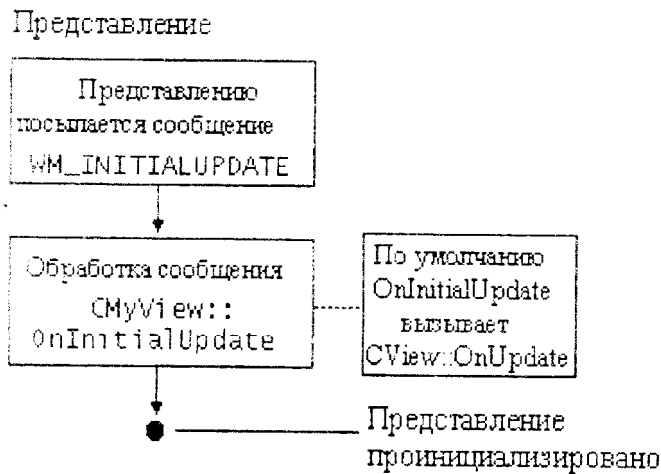 Представление
Представлению
посылается сообщение
WM_INITIALUPDATE
Обработка сообщения
CMyView::
OnInitialUpdate
По умолчанию
OnInitialUpdate
вызывает
CView::OnUpdate
Представление
проинициализировано